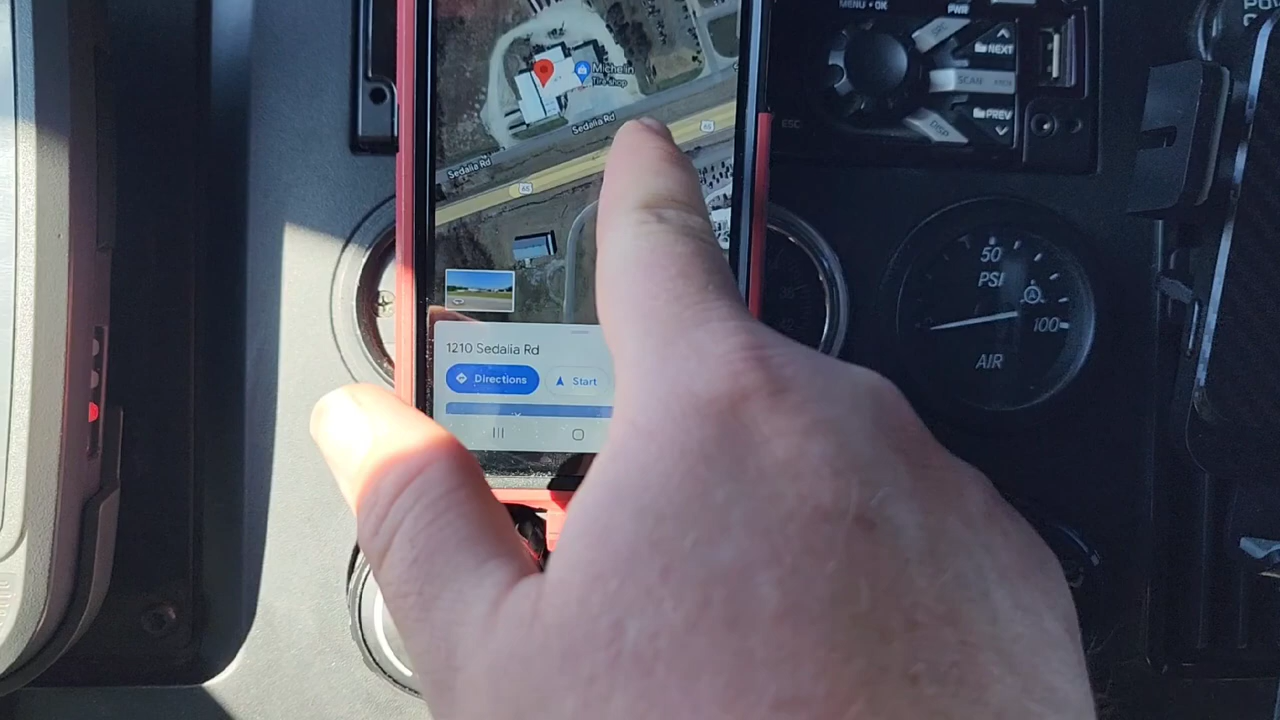 MENU • OK
PWR
NEXT
SCAN
PREV
DISP
ESC
Michelin
Tire shop
Sedalia Rd
65
Sedalia Rd
65
1210 Sedalia Rd
Directions
Start
50
PSI
A
100
AIR